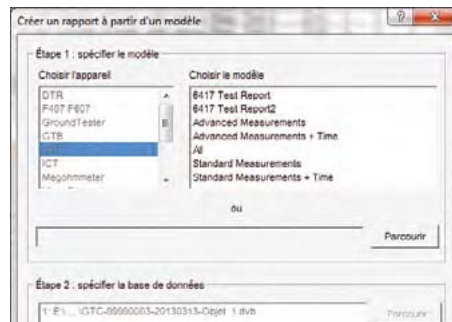 Créer un rapport à partir d'un modèle
Étape 1 : spécifier le modèle
Choisir l'appareil
Choisir le modèle
DTR
F407 F607
GroundTester
GTB
ICT
Megohmmeter
6417 Test Report
6417 Test Report2
Advanced Measurements
Advanced Measurements + Time
All
Standard Measurements
Standard Measurements + Time
ou
Parcourir
Étape 2 : spécifier la base de données
Parcourir